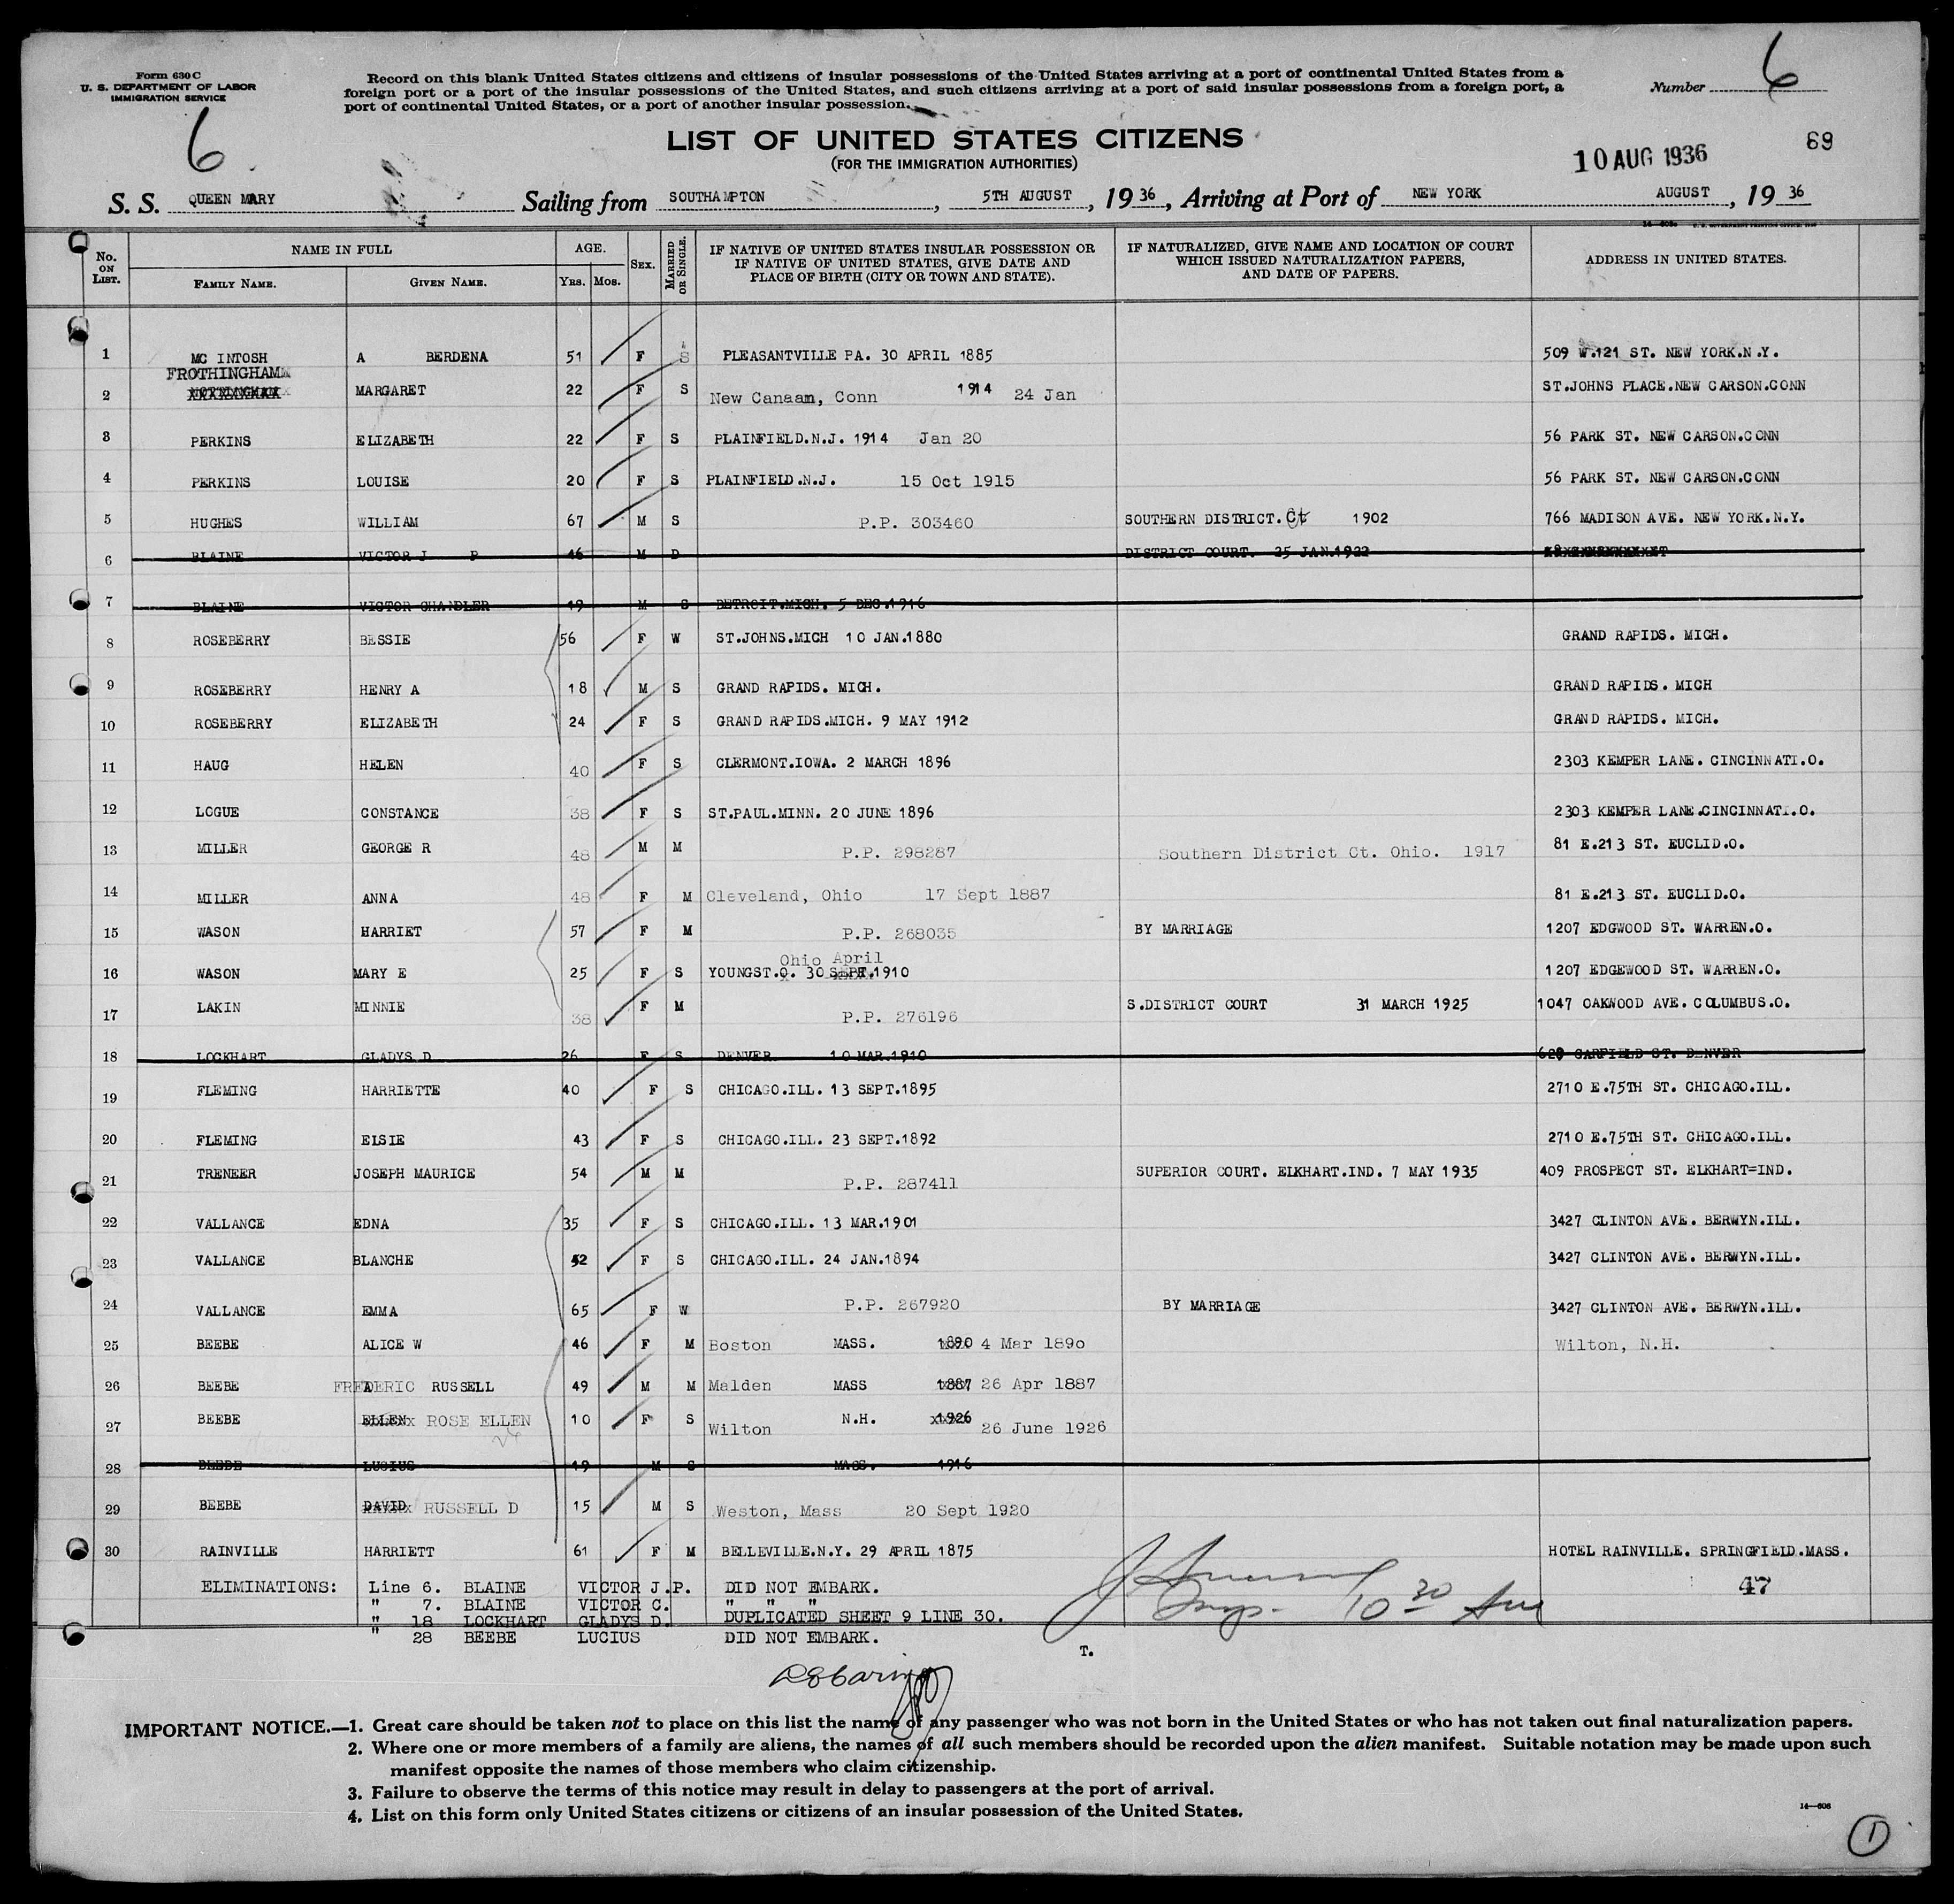 Form 630 C
U. S. DEPARTMENT OF LABOR
IMMIGRATION SERVICE
6
Record on this blank United States citizens and citizens of insular possessions of the United States arriving at a port of continental United States from a
foreign port or a port of the insular possessions of the United States, and such citizens arriving at a port of said insular possessions from a foreign port, a
port of continental United States, or a port of another insular possession.
Number 6
LIST OF UNITED STATES CITIZENS
(FOR THE IMMIGRATION AUTHORITIES)
10 AUG 1936
69
S. S. QUEEN MARY Sailing from SOUTHAMPTON, 5TH AUGUST, 19 36, Arriving at Port of NEW YORK AUGUST, 19 36
No. ON LIST. NAME IN FULL FAMILY NAME. GIVEN NAME. AGE. YRS. MOS. SEX. MARRIED OR SINGLE. IF NATIVE OF UNITED STATES INSULAR POSSESSION OR IF NATIVE OF UNITED STATES, GIVE DATE AND PLACE OF BIRTH (CITY OR TOWN AND STATE). IF NATURALIZED, GIVE NAME AND LOCATION OF COURT WHICH ISSUED NATURALIZATION PAPERS, AND DATE OF PAPERS. ADDRESS IN UNITED STATES.
1 MC INTOSH A BERDENA 51 F S PLEASANTVILLE PA. 30 APRIL 1885 509 W.121 ST. NEW YORK.N.Y.
FROTHINGHAM
2 MARGARET 22 F S New Canaan, Conn 1914 24 Jan ST.JOHNS PLACE.NEW CARSON.CONN
3 PERKINS ELIZABETH 22 F S PLAINFIELD.N.J. 1914 Jan 20 56 PARK ST. NEW CARSON.CONN
4 PERKINS LOUISE 20 F S PLAINFIELD.N.J. 15 Oct 1915 56 PARK ST. NEW CARSON.CONN
5 HUGHES WILLIAM 67 M S P.P. 303460 SOUTHERN DISTRICT. Ct 1902 766 MADISON AVE. NEW YORK.N.Y.
6 BLAINE VICTOR J P 46 M D DISTRICT COURT. 25 JAN.1922
7 BLAINE VICTOR CHANDLER 19 M S DETROIT.MICH. 5 DEC.1916
8 ROSEBERRY BESSIE 56 F W ST.JOHNS.MICH 10 JAN.1880 GRAND RAPIDS. MICH.
9 ROSEBERRY HENRY A 18 M S GRAND RAPIDS. MICH. GRAND RAPIDS. MICH
10 ROSEBERRY ELIZABETH 24 F S GRAND RAPIDS.MICH. 9 MAY 1912 GRAND RAPIDS. MICH.
11 HAUG HELEN 40 F S CLERMONT.IOWA. 2 MARCH 1896 2303 KEMPER LANE. CINCINNATI.O.
12 LOGUE CONSTANCE 38 F S ST.PAUL.MINN. 20 JUNE 1896 2303 KEMPER LANE.CINCINNATI.O.
13 MILLER GEORGE R 48 M M P.P. 298287 Southern District Ct. Ohio. 1917 81 E.213 ST. EUCLID.O.
14 MILLER ANNA 48 F M Cleveland, Ohio 17 Sept 1887 81 E.213 ST. EUCLID.O.
15 WASON HARRIET 57 F M P.P. 268035 BY MARRIAGE 1207 EDGWOOD ST. WARREN.O.
Ohio April
16 WASON MARY E 25 F S YOUNGST.O. 30 SEPT.1910 1207 EDGEWOOD ST. WARREN.O.
17 LAKIN MINNIE 38 F M P.P. 276196 S.DISTRICT COURT 31 MARCH 1925 1047 OAKWOOD AVE. COLUMBUS.O.
18 LOCKHART GLADYS D 26 F S DENVER 10 MAR.1910 620 GARFIELD ST. DENVER
19 FLEMING HARRIETTE 40 F S CHICAGO.ILL. 13 SEPT.1895 2710 E.75TH ST. CHICAGO.ILL.
20 FLEMING ELSIE 43 F S CHICAGO.ILL. 23 SEPT.1892 2710 E.75TH ST. CHICAGO.ILL.
21 TRENEER JOSEPH MAURICE 54 M M P.P. 287411 SUPERIOR COURT. ELKHART.IND. 7 MAY 1935 409 PROSPECT ST. ELKHART=IND.
22 VALLANCE EDNA 35 F S CHICAGO.ILL. 13 MAR.1901 3427 CLINTON AVE. BERWYN.ILL.
23 VALLANCE BLANCHE 42 F S CHICAGO.ILL. 24 JAN.1894 3427 CLINTON AVE. BERWYN.ILL.
24 VALLANCE EMMA 65 F W P.P. 267920 BY MARRIAGE 3427 CLINTON AVE. BERWYN.ILL.
25 BEEBE ALICE W 46 F M Boston MASS. 1890 4 Mar 1890 Wilton, N.H.
26 BEEBE FREDERIC RUSSELL 49 M M Malden MASS 1887 26 Apr 1887
27 BEEBE ELLEN ROSE ELLEN 10 F S Wilton N.H. 1926 26 June 1926
28 BEEBE LUCIUS 19 M S MASS. 1916
29 BEEBE DAVID RUSSELL D 15 M S Weston, Mass 20 Sept 1920
30 RAINVILLE HARRIETT 61 F M BELLEVILLE.N.Y. 29 APRIL 1875 HOTEL RAINVILLE. SPRINGFIELD.MASS.
ELIMINATIONS: Line 6. BLAINE VICTOR J.P. DID NOT EMBARK.
" 7. BLAINE VICTOR C. " " "
" 18 LOCKHART GLADYS D. DUPLICATED SHEET 9 LINE 30.
" 28 BEEBE LUCIUS DID NOT EMBARK.
47
Insp. 10 30
T.
IMPORTANT NOTICE.—1. Great care should be taken not to place on this list the name of any passenger who was not born in the United States or who has not taken out final naturalization papers.
2. Where one or more members of a family are aliens, the names of all such members should be recorded upon the alien manifest. Suitable notation may be made upon such
manifest opposite the names of those members who claim citizenship.
3. Failure to observe the terms of this notice may result in delay to passengers at the port of arrival.
4. List on this form only United States citizens or citizens of an insular possession of the United States.
14—608
1